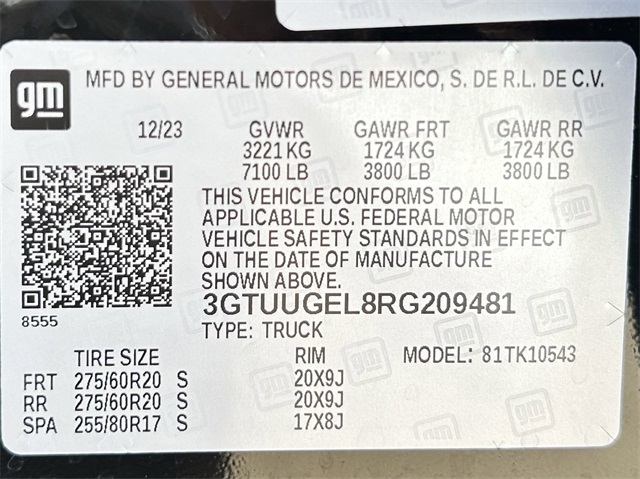 gm MFD BY GENERAL MOTORS DE MEXICO, S. DE R.L. DE C.V.
12/23 GVWR GAWR FRT GAWR RR
3221 KG 1724 KG 1724 KG
7100 LB 3800 LB 3800 LB
THIS VEHICLE CONFORMS TO ALL
APPLICABLE U.S. FEDERAL MOTOR
VEHICLE SAFETY STANDARDS IN EFFECT
ON THE DATE OF MANUFACTURE
SHOWN ABOVE.
3GTUUGEL8RG209481
8555
TYPE: TRUCK
TIRE SIZE RIM MODEL: 81TK10543
FRT 275/60R20 S 20X9J
RR 275/60R20 S 20X9J
SPA 255/80R17 S 17X8J